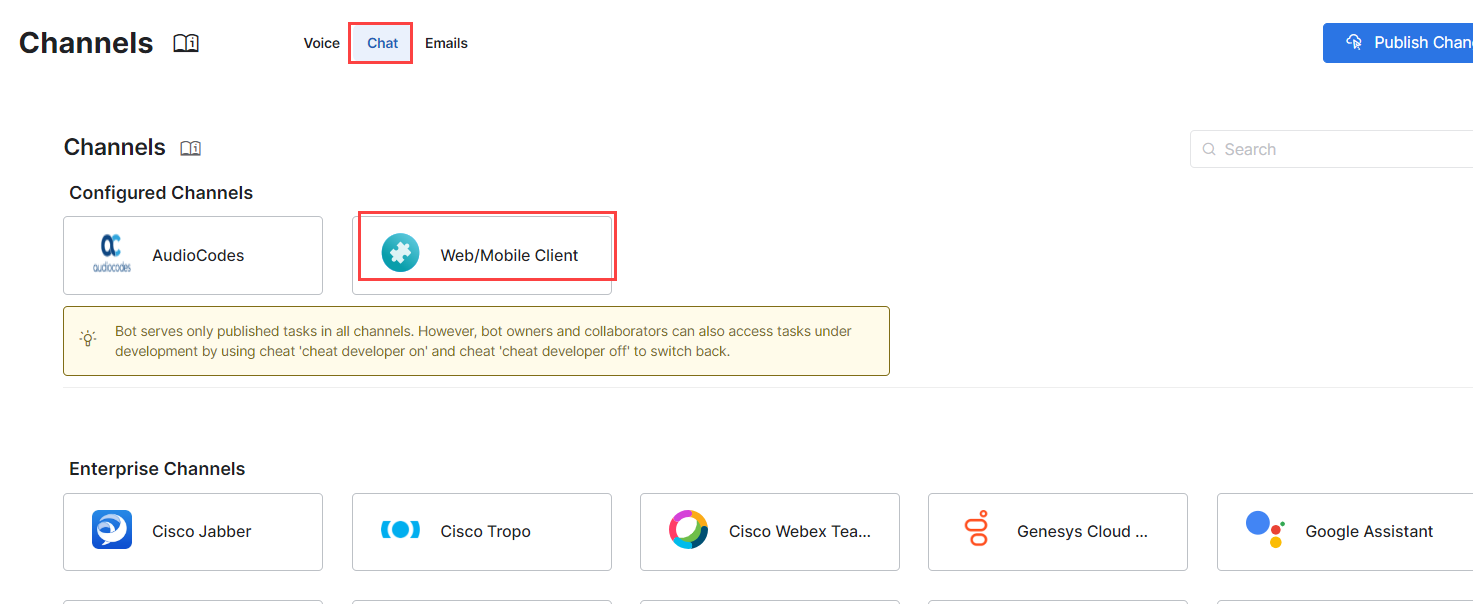 Channels
Voice Chat Emails
Publish Chan
Channels
Search
Configured Channels
audiocodes AudioCodes
Web/Mobile Client
Bot serves only published tasks in all channels. However, bot owners and collaborators can also access tasks under
development by using cheat 'cheat developer on' and cheat 'cheat developer off' to switch back.
Enterprise Channels
Cisco Jabber
Cisco Tropo
Cisco Webex Tea...
Genesys Cloud ...
Google Assistant